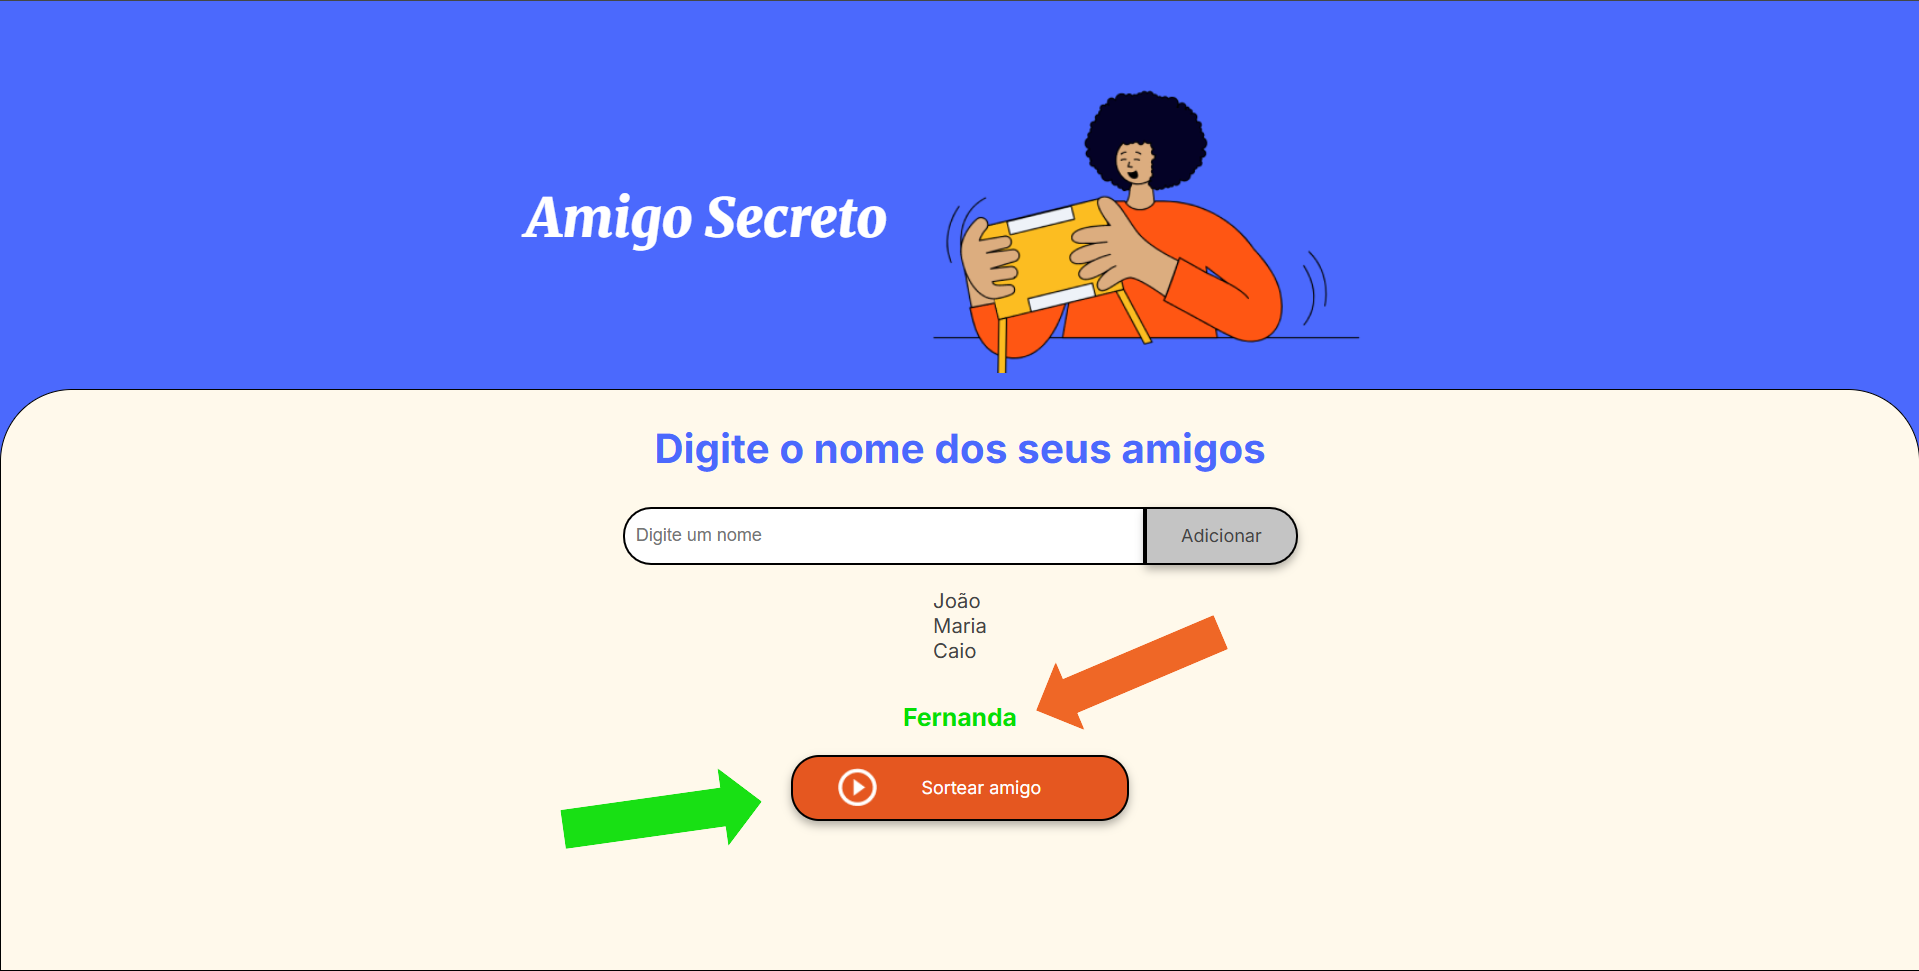 Amigo Secreto
Digite o nome dos seus amigos
Digite um nome
Adicionar
João
Maria
Caio
Fernanda
Sortear amigo